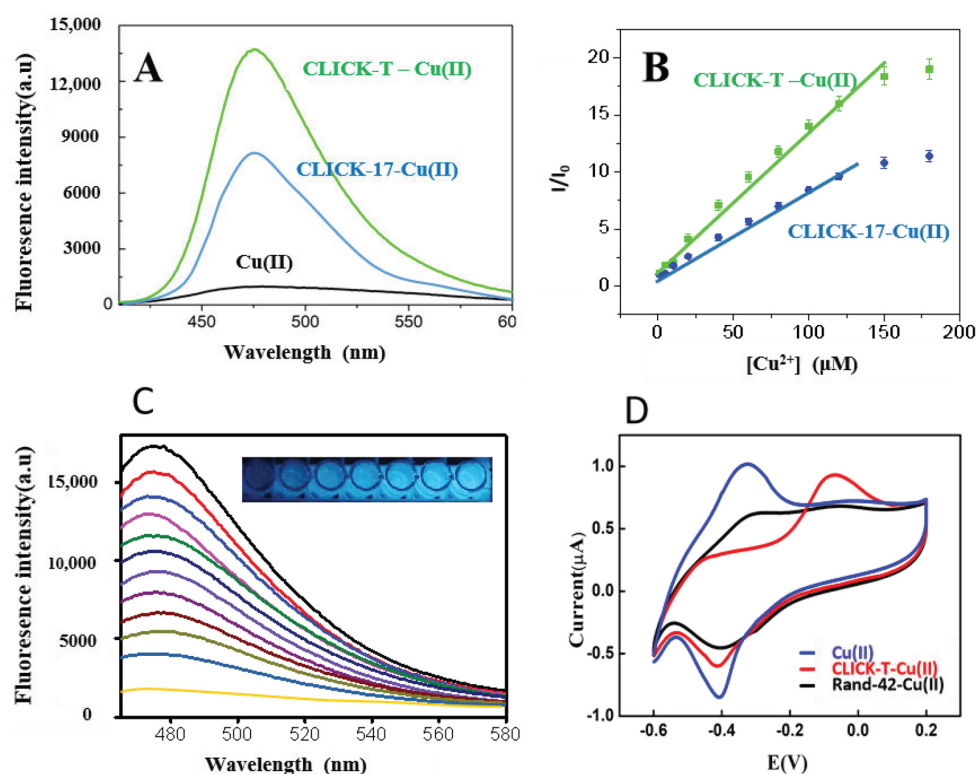 A
Fluoresence intensity(a.u)
15,000
13,000
9000
6000
3000
0
CLICK-T – Cu(II)
CLICK-17-Cu(II)
Cu(II)
450
500
550
60
Wavelength (nm)
B
I/I₀
20
15
10
5
0
CLICK-T –Cu(II)
CLICK-17-Cu(II)
0
50
100
150
200
[Cu²⁺] (μM)
C
Fluoresence intensity(a.u)
15,000
10,000
5000
0
480
500
520
540
560
580
Wavelength (nm)
D
Current(μA)
1.0
0.5
0.0
-0.5
-1.0
Cu(II)
CLICK-T-Cu(II)
Rand-42-Cu(II)
-0.6
-0.4
-0.2
0.0
0.2
E(V)